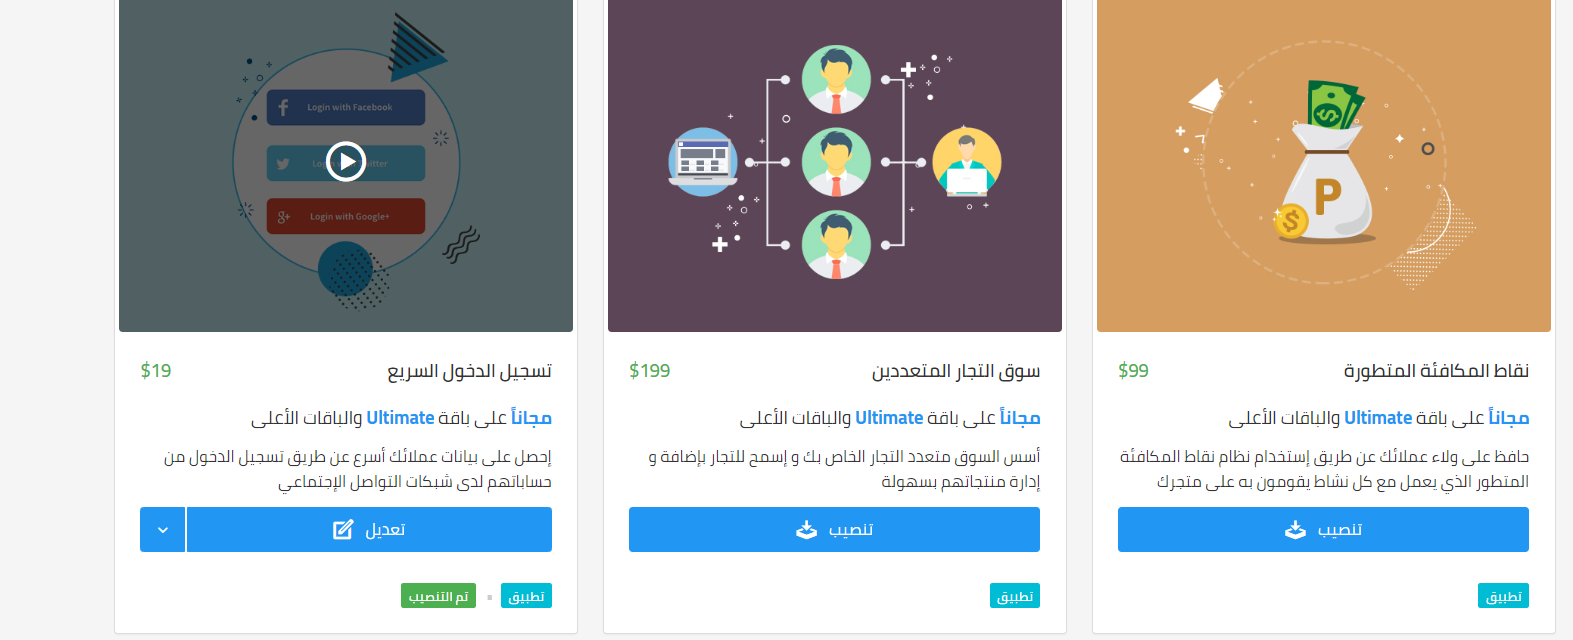 P
$
نقاط المكافئة المتطورة
$99
مجاناً على باقة Ultimate والباقات الأعلى
حافظ على ولاء عملائك عن طريق إستخدام نظام نقاط المكافئة
المتطور الذي يعمل مع كل نشاط يقومون به على متجرك
تنصيب
تطبيق
سوق التجار المتعددين
$199
مجاناً على باقة Ultimate والباقات الأعلى
أسس السوق متعدد التجار الخاص بك و إسمح للتجار بإضافة و
إدارة منتجاتهم بسهولة
تنصيب
تطبيق
Login with Facebook
Login with Twitter
Login with Google+
تسجيل الدخول السريع
$19
مجاناً على باقة Ultimate والباقات الأعلى
إحصل على بيانات عملائك أسرع عن طريق تسجيل الدخول من
حساباتهم لدى شبكات التواصل الإجتماعي
تعديل
تطبيق
تم التنصيب